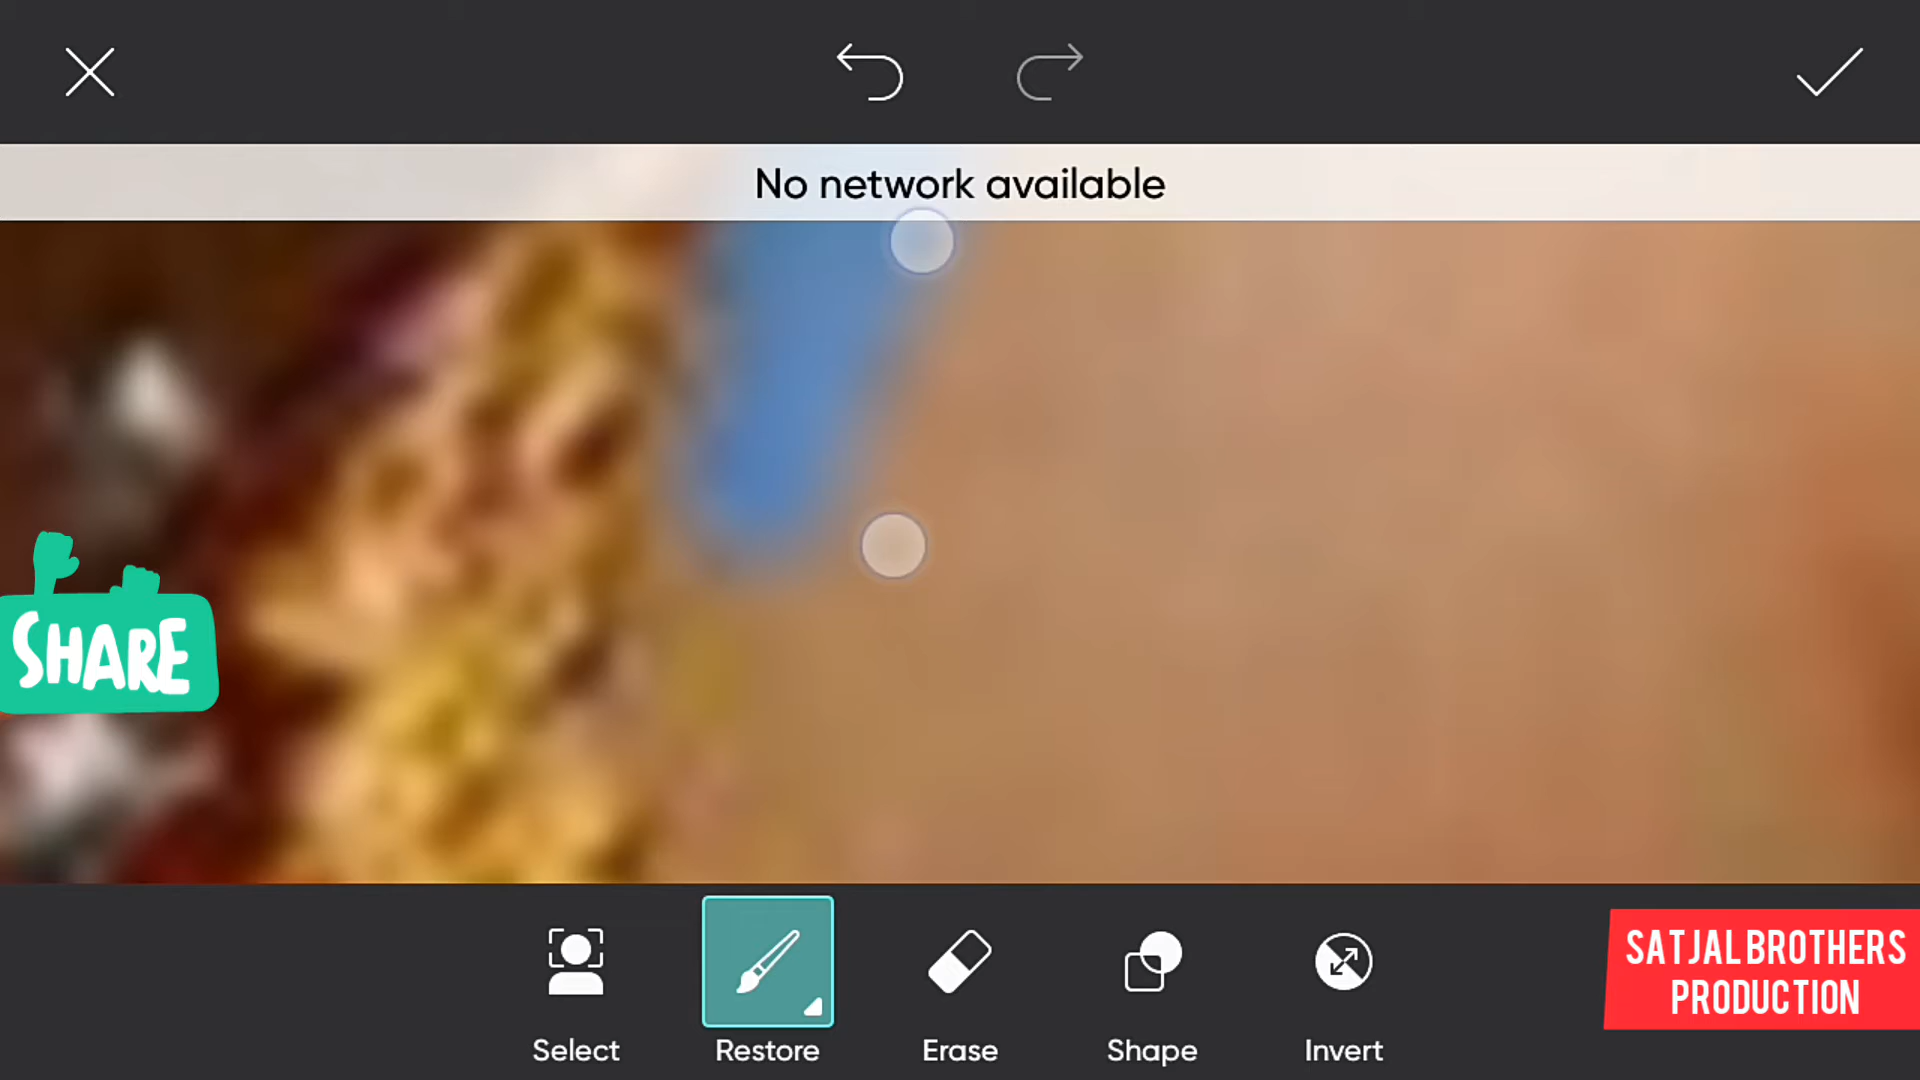 No network available
SHARE
SATJAL BROTHERS
PRODUCTION
Select
Restore
Erase
Shape
Invert